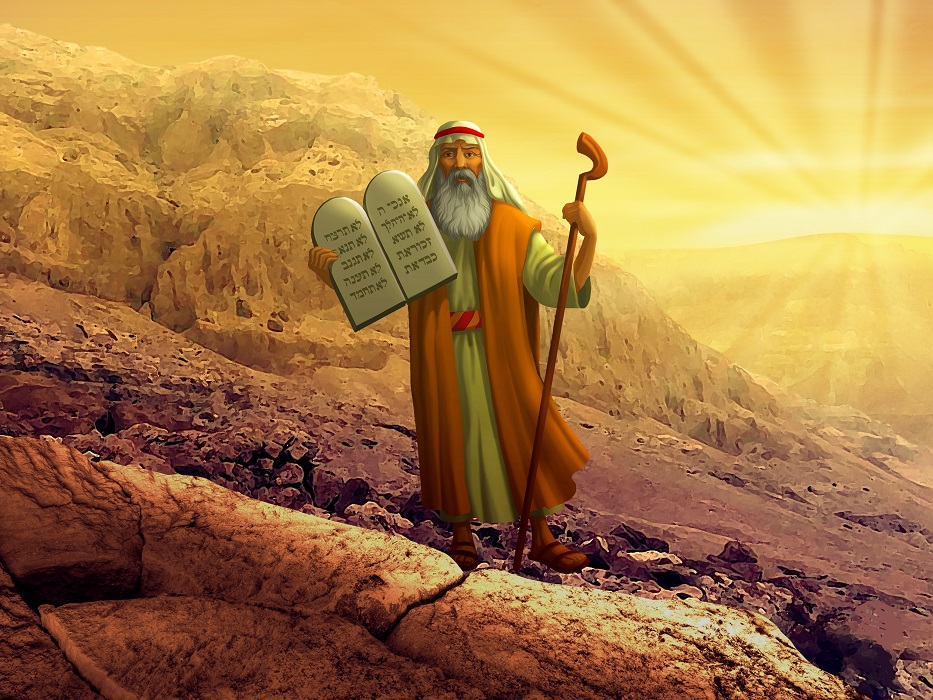 אנכי ה
לא יהיה לך
לא תשא
זכור את
כבד את
לא תרצח
לא תנא
לא תגנב
לא תענה
לא תחמד